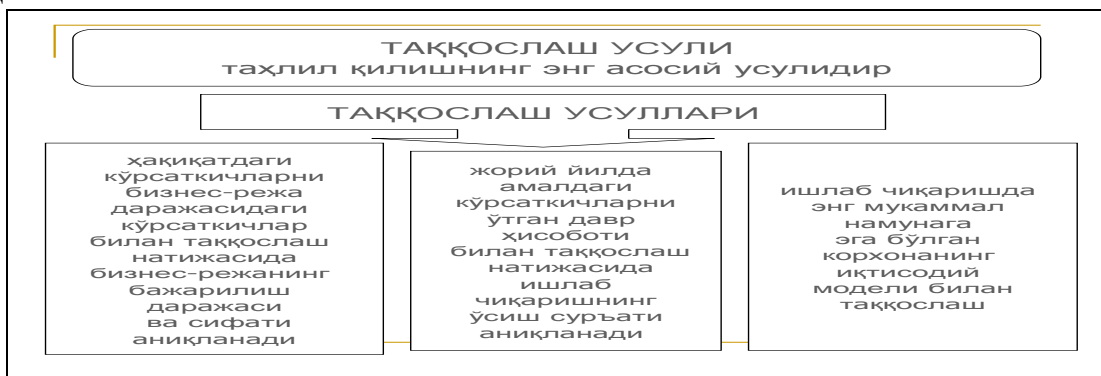 ТАҚҚОСЛАШ УСУЛИ
таҳлил қилишнинг энг асосий усулидир
ТАҚҚОСЛАШ УСУЛЛАРИ
ҳақиқатдаги
кўрсаткичларни
бизнес-режа
даражасидаги
кўрсаткичлар
билан таққослаш
натижасида
бизнес-режанинг
бажарилиш
даражаси
ва сифати
аниқланади
жорий йилда
амалдаги
кўрсаткичларни
ўтган давр
ҳисоботи
билан таққослаш
натижасида
ишлаб
чиқаришнинг
ўсиш суръати
аниқланади
ишлаб чиқаришда
энг мукаммал
намунага
эга бўлган
корхонанинг
иқтисодий
модели билан
таққослаш